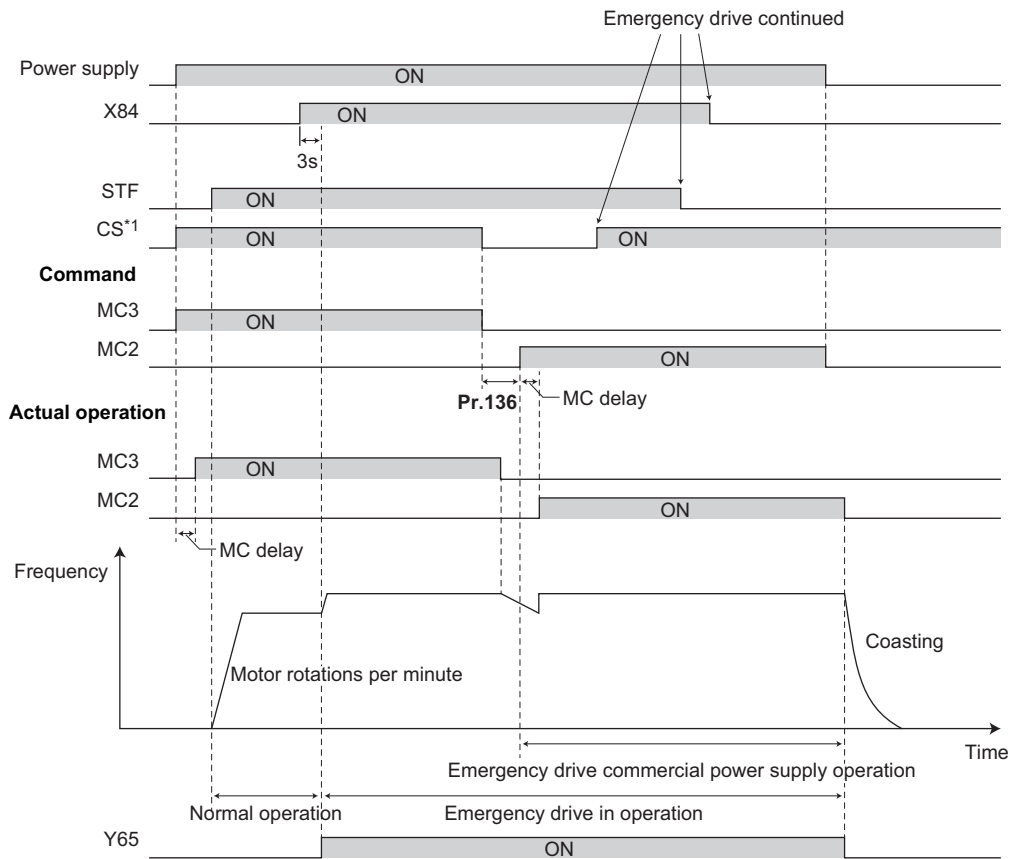 Emergency drive continued
Power supply
ON
X84
ON
3s
STF
ON
CS*1
ON
ON
Command
MC3
ON
MC2
ON
Pr.136
MC delay
Actual operation
MC3
ON
MC2
ON
MC delay
Frequency
Coasting
Motor rotations per minute
Time
Emergency drive commercial power supply operation
Normal operation
Emergency drive in operation
Y65
ON